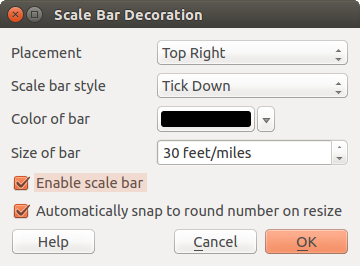 Scale Bar Decoration
Placement Top Right
Scale bar style Tick Down
Color of bar
Size of bar 30 feet/miles
Enable scale bar
Automatically snap to round number on resize
Help Cancel OK